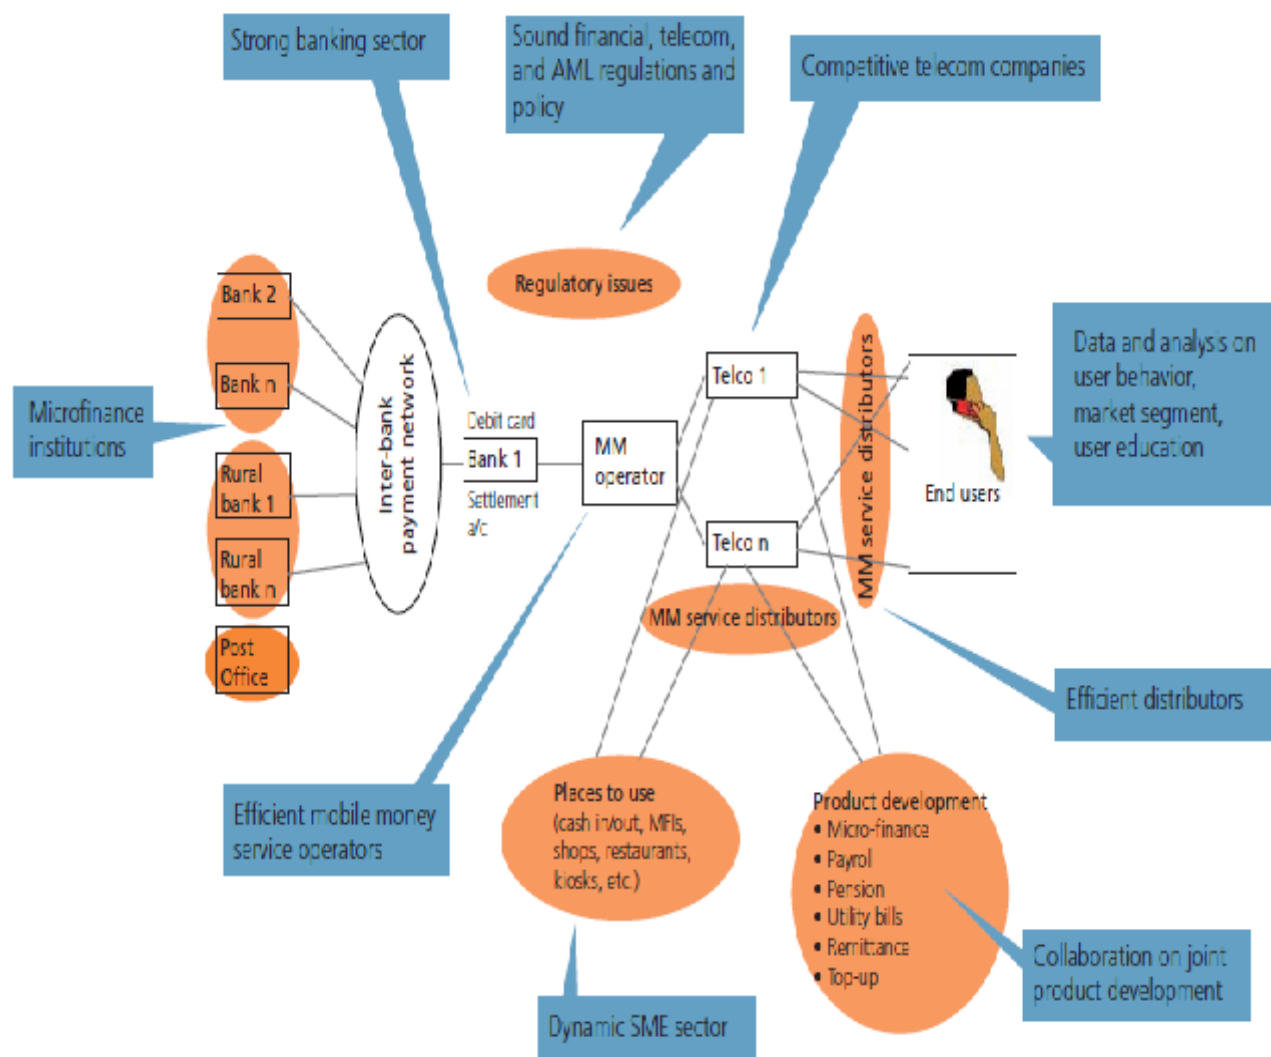 Strong banking sector
Sound financial, telecom,
and AML regulations and
policy
Competitive telecom companies
Regulatory issues
Bank 2
Bank n
Microfinance
institutions
Rural
bank 1
Rural
bank n
Post
Office
Inter-bank
payment network
Debit card
Bank 1
Settlement
a/c
MM
operator
Telco 1
Telco n
MM service distributors
MM service distributors
End users
Data and analysis on
user behavior,
market segment,
user education
Efficient distributors
Efficient mobile money
service operators
Places to use
(cash in/out, MFIs,
shops, restaurants,
kiosks, etc.)
Product development
• Micro-finance
• Payrol
• Pension
• Utility bills
• Remittance
• Top-up
Collaboration on joint
product development
Dynamic SME sector